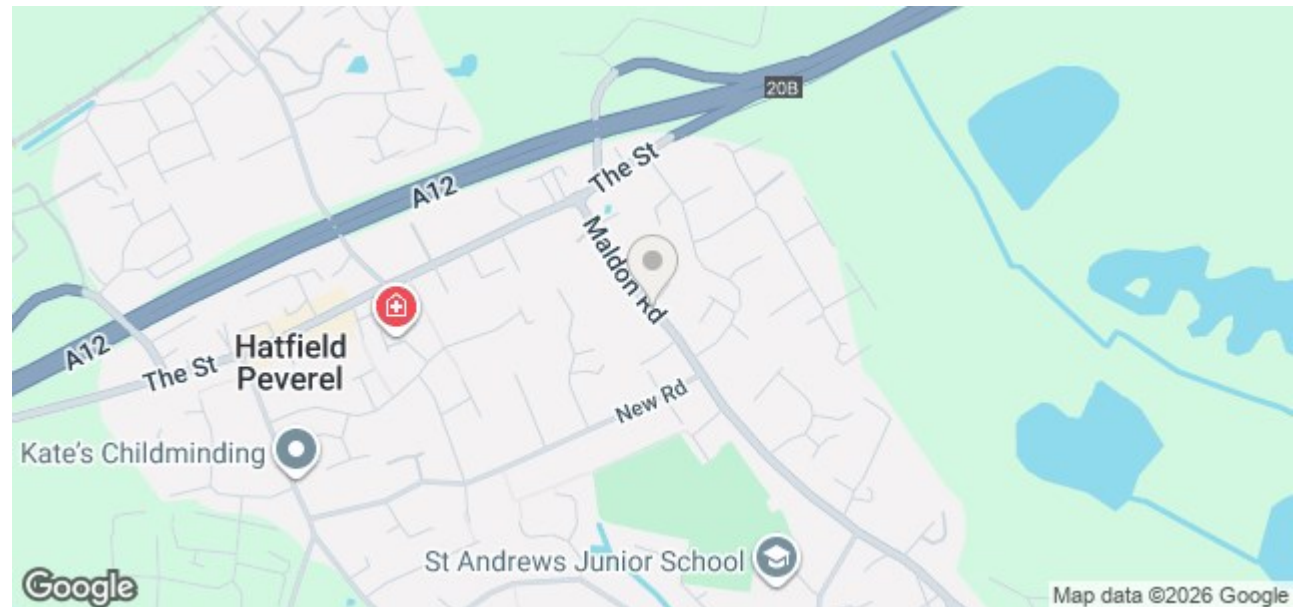 20B
The St
A12
Maldon Rd
A12
The St
Hatfield
Peverel
New Rd
Kate's Childminding
St Andrews Junior School
Google
Map data ©2026 Google